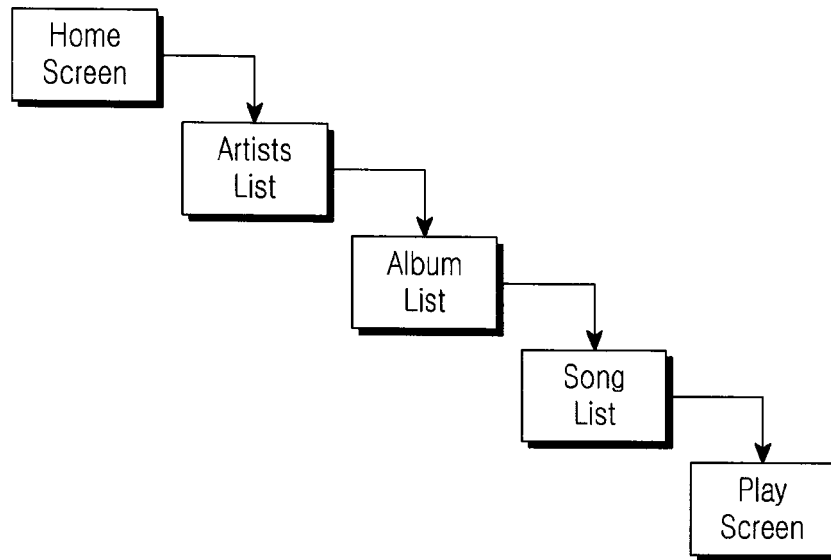 Home
Screen
Artists
List
Album
List
Song
List
Play
Screen